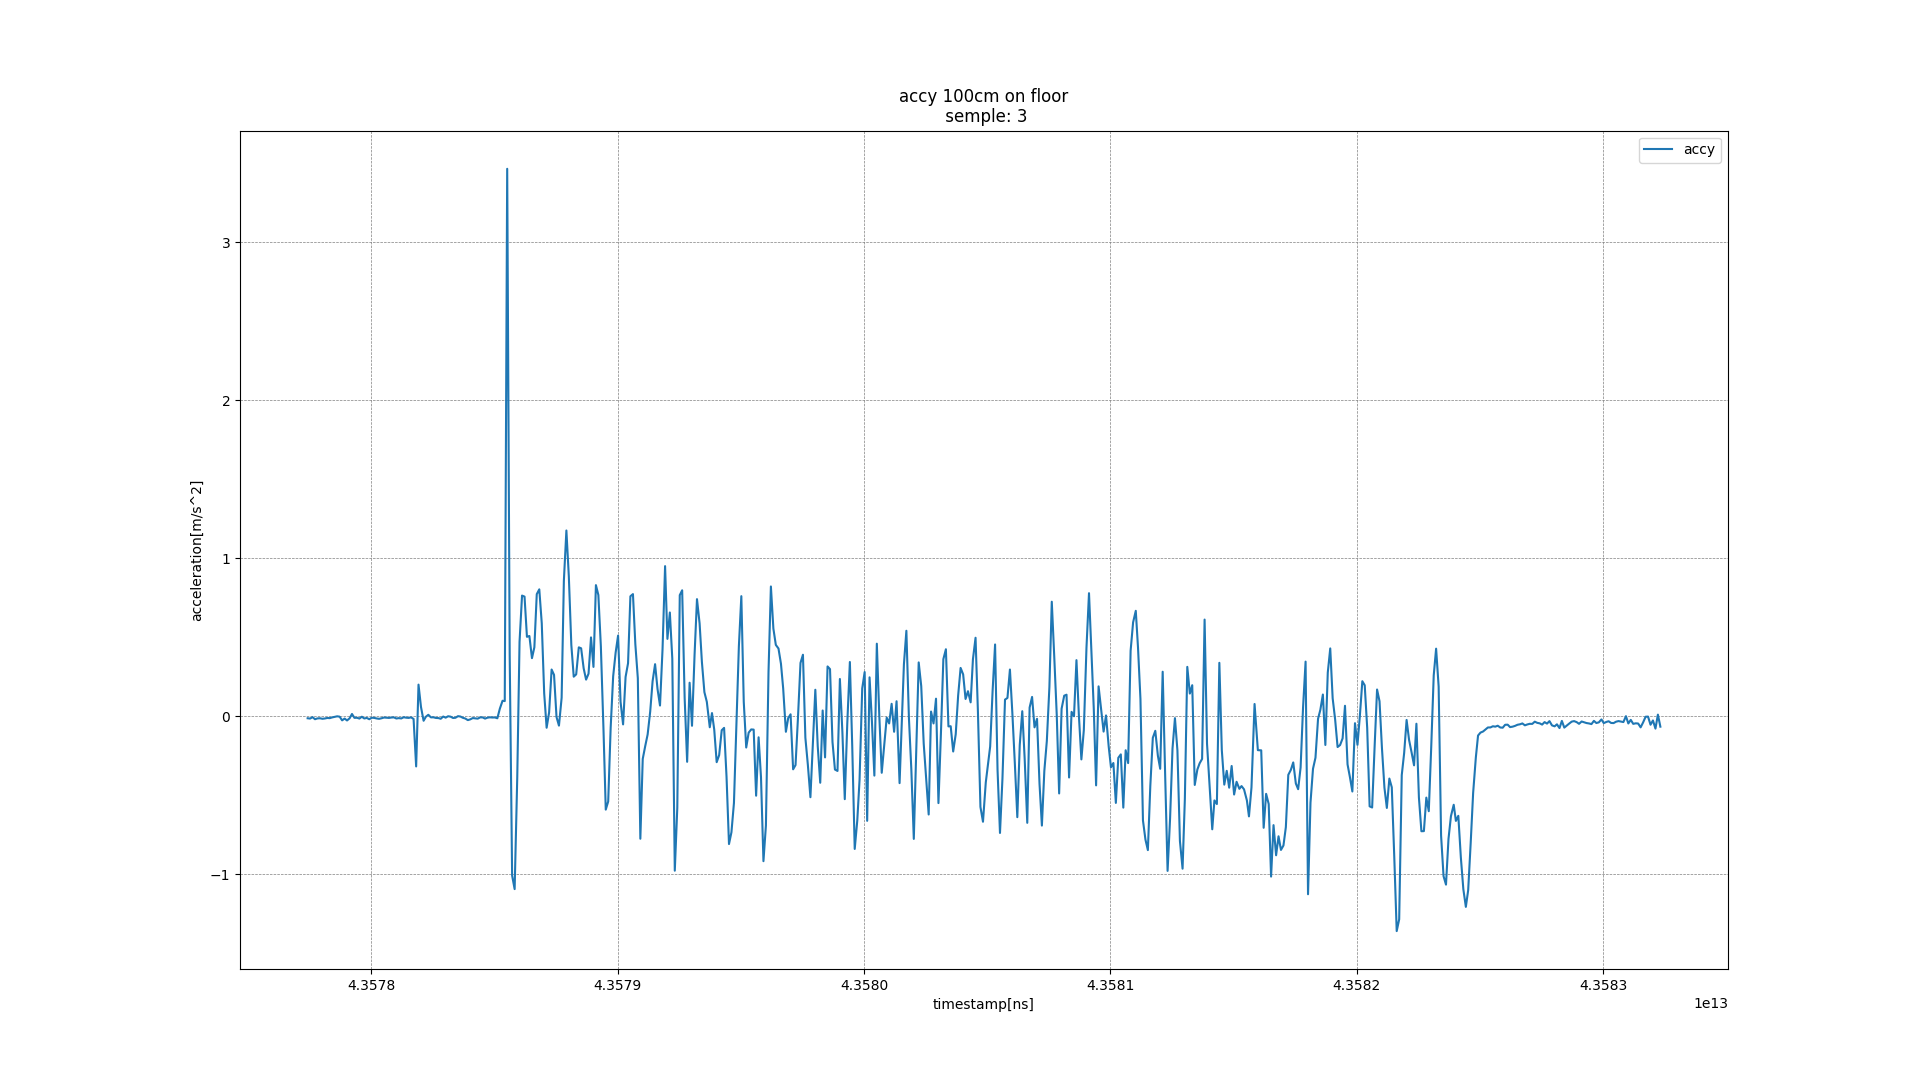 accy 100cm on floor
semple: 3
accy
acceleration[m/s^2]
3
2
1
0
−1
4.3578 4.3579 4.3580 4.3581 4.3582 4.3583
timestamp[ns]
1e13